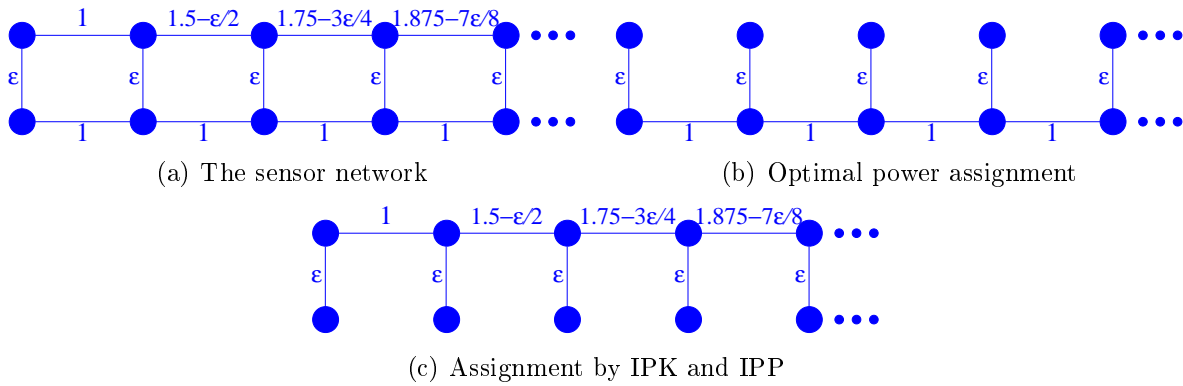 1 1.5–ε/2 1.75–3ε/4 1.875–7ε/8
ε ε ε ε ε ε ε ε ε ε
1 1 1 1 1 1 1 1
(a) The sensor network (b) Optimal power assignment
1 1.5–ε/2 1.75–3ε/4 1.875–7ε/8
ε ε ε ε ε
(c) Assignment by IPK and IPP